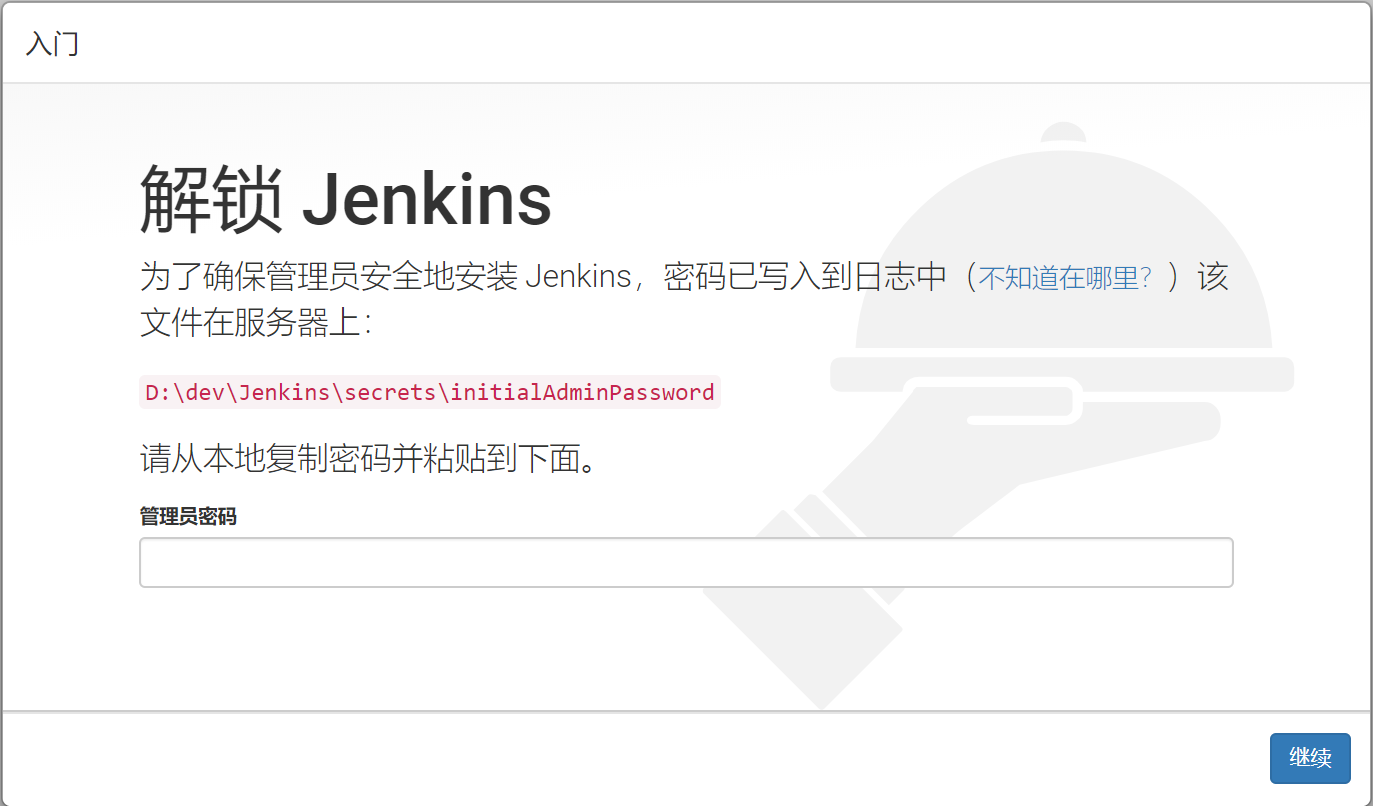 入门
解锁 Jenkins
为了确保管理员安全地安装 Jenkins，密码已写入到日志中（不知道在哪里？）该
文件在服务器上：
D:\dev\Jenkins\secrets\initialAdminPassword
请从本地复制密码并粘贴到下面。
管理员密码
继续